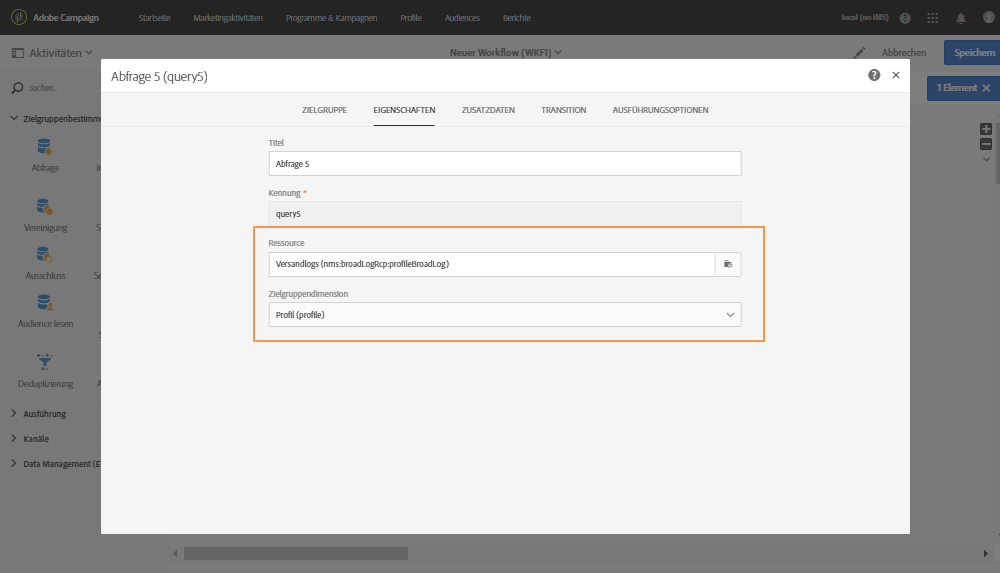 Adobe Campaign Startseite Marketingaktivitäten Programme & Kampagnen Profile Audiences Berichte local (no IMS)
Aktivitäten Neuer Workflow (WKF1) Abbrechen Speichern
Abfrage 5 (query5)
Suchen...
1 Element
ZIELGRUPPE EIGENSCHAFTEN ZUSATZDATEN TRANSITION AUSFÜHRUNGSOPTIONEN
Zielgruppenbestimm
Titel
Abfrage 5
Abfrage
Kennung *
query5
Vereinigung
Ressource
Versandlogs (nms:broadLogRcp:profileBroadLog)
Ausschluss
Zielgruppendimension
Profil (profile)
Audience lesen
Deduplizierung
Ausführung
Kanäle
Data Management (E